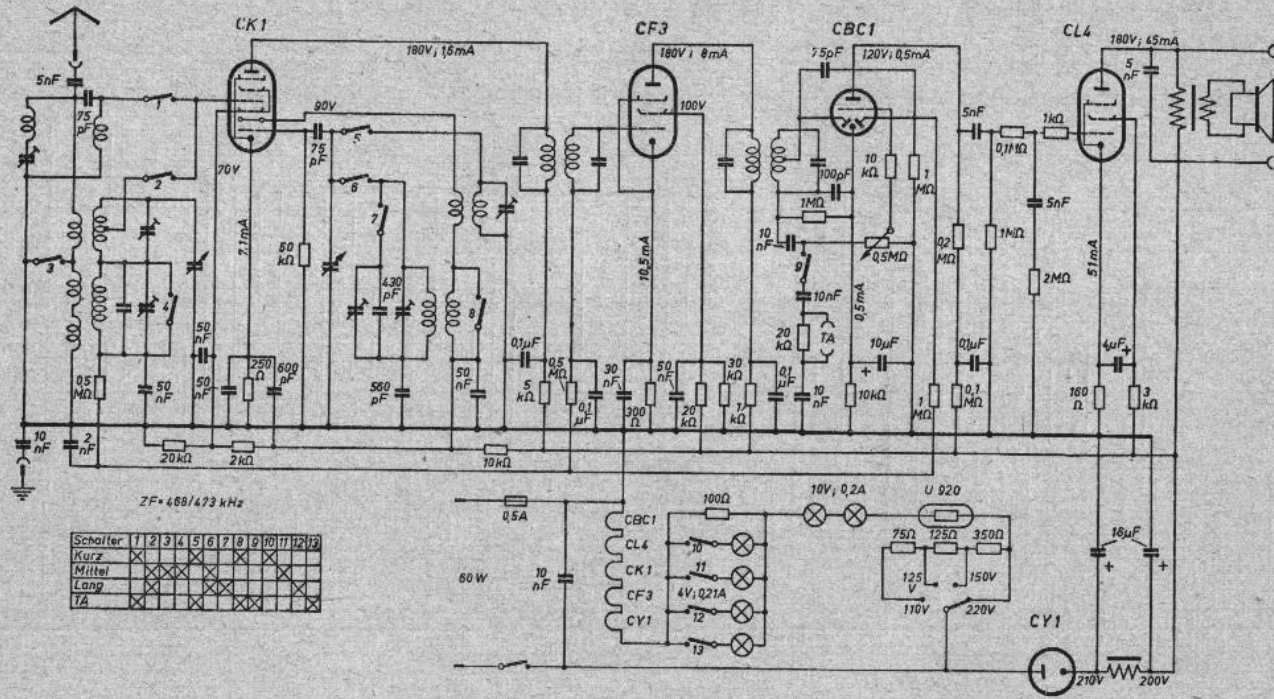 CK1
CF3
CBC1
CL4
180V; 1,5mA
180V; 8mA
120V; 0,5mA
180V; 45mA
5nF
75 pF
1
2
3
4
70V
90V
75 pF
5
6
7
8
7,1mA
50 kΩ
430 pF
100V
10,5mA
75pF
100pF
1MΩ
10 kΩ
1 MΩ
10 nF
0,5MΩ
9
10nF
20 kΩ
TA
0,5mA
10µF
10kΩ
10 nF
1 MΩ
5nF
0,2 MΩ
1MΩ
0,1MΩ
1kΩ
5nF
2MΩ
0,1µF
0,1 MΩ
5 nF
51mA
4µF
+
160 Ω
3 kΩ
0,5 MΩ
50 nF
50 nF
50 nF
250 Ω
600 pF
560 pF
50 nF
0,1µF
5 kΩ
0,5 MΩ
0,1 µF
30 nF
300 Ω
50 nF
20 kΩ
30 kΩ
1 kΩ
0,1 µF
+
10 nF
2 nF
20kΩ
2kΩ
10kΩ
ZF = 468/473 kHz
Schalter 1 2 3 4 5 6 7 8 9 10 11 12 13
Kurz
Mittel
Lang
TA
0,5A
60W
10 nF
CBC1
CL4
CK1
CF3
CY1
100Ω
10
11
4V; 0,21A
12
13
10V; 0,2A
U 920
75Ω
125Ω
350Ω
125 V
150V
110V
220V
CY1
16µF
+
+
210V
200V